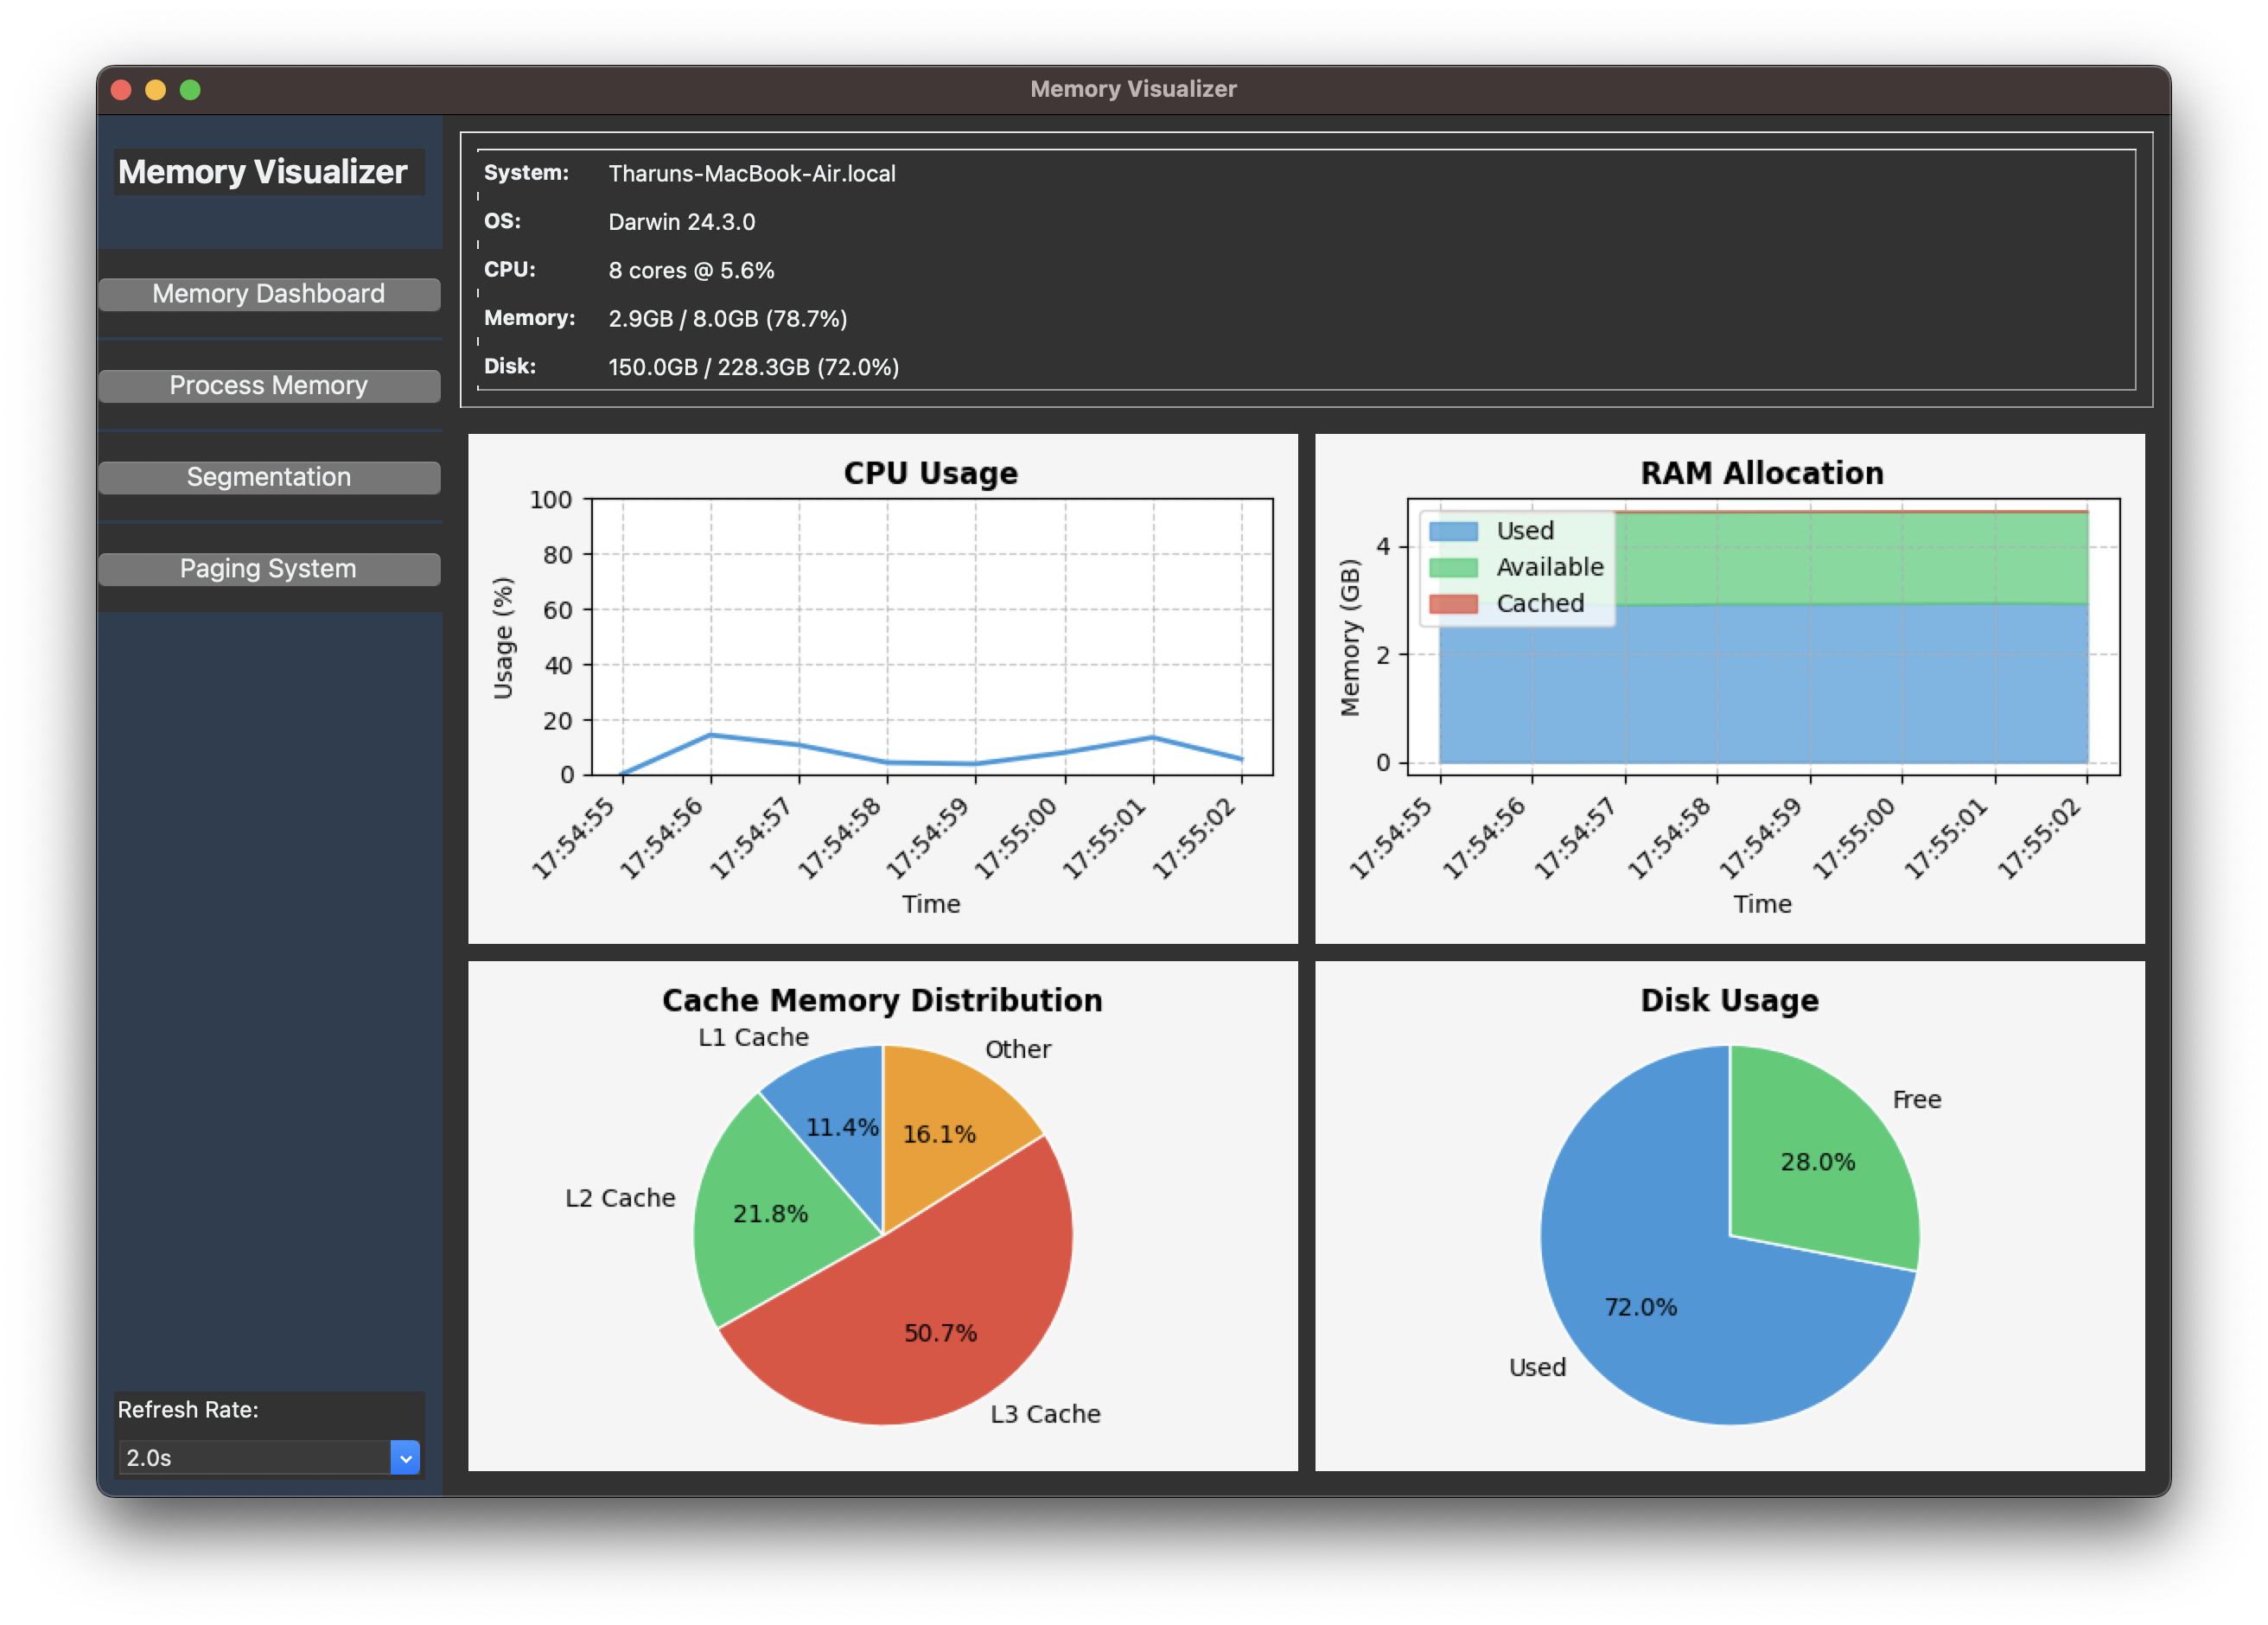 Memory Visualizer
Memory Visualizer
Memory Dashboard
Process Memory
Segmentation
Paging System
Refresh Rate:
2.0s
System: Tharuns-MacBook-Air.local
OS: Darwin 24.3.0
CPU: 8 cores @ 5.6%
Memory: 2.9GB / 8.0GB (78.7%)
Disk: 150.0GB / 228.3GB (72.0%)
CPU Usage
Usage (%)
100
80
60
40
20
0
17:54:55 17:54:56 17:54:57 17:54:58 17:54:59 17:55:00 17:55:01 17:55:02
Time
RAM Allocation
Memory (GB)
4
2
0
Used
Available
Cached
17:54:55 17:54:56 17:54:57 17:54:58 17:54:59 17:55:00 17:55:01 17:55:02
Time
Cache Memory Distribution
L1 Cache
Other
11.4%
16.1%
L2 Cache
21.8%
50.7%
L3 Cache
Disk Usage
Free
28.0%
72.0%
Used